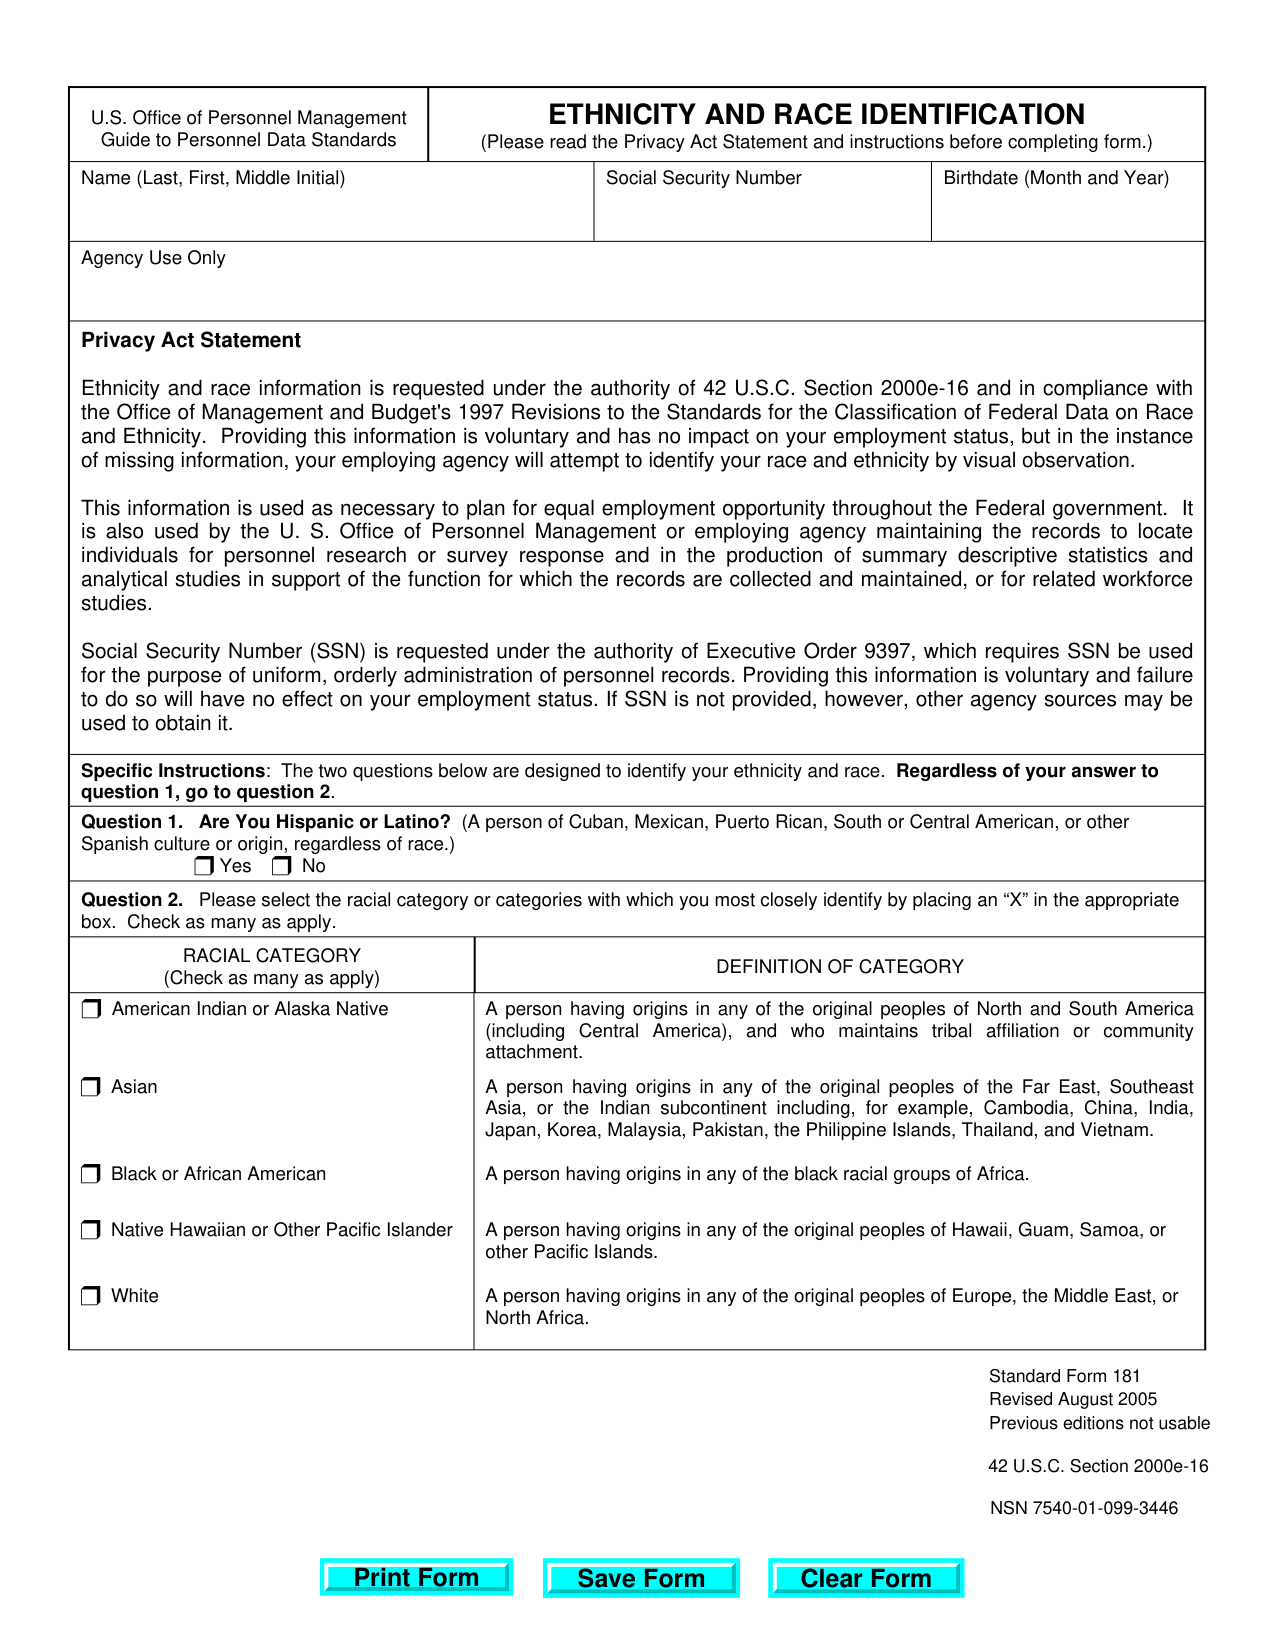 U.S. Office of Personnel Management
Guide to Personnel Data Standards
ETHNICITY AND RACE IDENTIFICATION
(Please read the Privacy Act Statement and instructions before completing form.)
Name (Last, First, Middle Initial)
Social Security Number
Birthdate (Month and Year)
Agency Use Only
Privacy Act Statement
Ethnicity and race information is requested under the authority of 42 U.S.C. Section 2000e-16 and in compliance with
the Office of Management and Budget's 1997 Revisions to the Standards for the Classification of Federal Data on Race
and Ethnicity. Providing this information is voluntary and has no impact on your employment status, but in the instance
of missing information, your employing agency will attempt to identify your race and ethnicity by visual observation.
This information is used as necessary to plan for equal employment opportunity throughout the Federal government. It
is also used by the U. S. Office of Personnel Management or employing agency maintaining the records to locate
individuals for personnel research or survey response and in the production of summary descriptive statistics and
analytical studies in support of the function for which the records are collected and maintained, or for related workforce
studies.
Social Security Number (SSN) is requested under the authority of Executive Order 9397, which requires SSN be used
for the purpose of uniform, orderly administration of personnel records. Providing this information is voluntary and failure
to do so will have no effect on your employment status. If SSN is not provided, however, other agency sources may be
used to obtain it.
Specific Instructions: The two questions below are designed to identify your ethnicity and race. Regardless of your answer to
question 1, go to question 2.
Question 1. Are You Hispanic or Latino? (A person of Cuban, Mexican, Puerto Rican, South or Central American, or other
Spanish culture or origin, regardless of race.)
Yes No
Question 2. Please select the racial category or categories with which you most closely identify by placing an “X” in the appropriate
box. Check as many as apply.
RACIAL CATEGORY
(Check as many as apply)
DEFINITION OF CATEGORY
American Indian or Alaska Native
A person having origins in any of the original peoples of North and South America
(including Central America), and who maintains tribal affiliation or community
attachment.
Asian
A person having origins in any of the original peoples of the Far East, Southeast
Asia, or the Indian subcontinent including, for example, Cambodia, China, India,
Japan, Korea, Malaysia, Pakistan, the Philippine Islands, Thailand, and Vietnam.
Black or African American
A person having origins in any of the black racial groups of Africa.
Native Hawaiian or Other Pacific Islander
A person having origins in any of the original peoples of Hawaii, Guam, Samoa, or
other Pacific Islands.
White
A person having origins in any of the original peoples of Europe, the Middle East, or
North Africa.
Standard Form 181
Revised August 2005
Previous editions not usable
42 U.S.C. Section 2000e-16
NSN 7540-01-099-3446
Print Form
Save Form
Clear Form